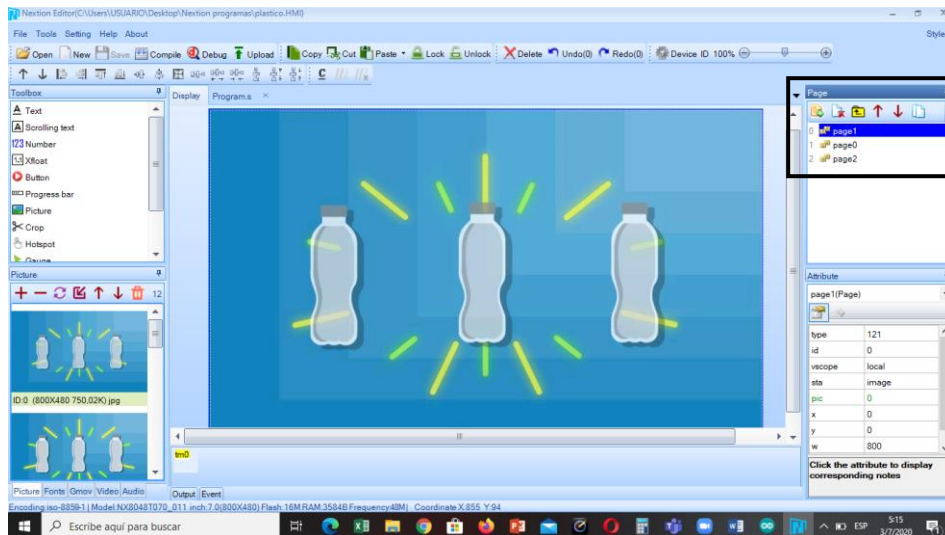 Nextion Editor(C:\Users\USUARIO\Desktop\Nextion programas\plastico.HMI)
File Tools Setting Help About
Style
Open New Save Compile Debug Upload Copy Cut Paste Lock Unlock Delete Undo(0) Redo(0) Device ID 100%
Toolbox
Display Program.s ×
Page
A Text
Scrolling text
123 Number
Xfloat
Button
Progress bar
Picture
Crop
Hotspot
Gauge
0 page1
1 page0
2 page2
Picture
12
ID:0 (800X480 750,02K) jpg
Attribute
page1(Page)
type 121
id 0
vscope local
sta image
pic 0
x 0
y 0
w 800
Click the attribute to display
corresponding notes
tm0
Picture Fonts Gmov Video Audio
Output Event
Encoding:iso-8859-1 | Model:NX8048T070_011 inch:7.0(800X480) Flash:16M RAM:3584B Frequency48M| Coordinate X:855 Y:94
Escribe aquí para buscar
ESP
5:15
3/7/2020